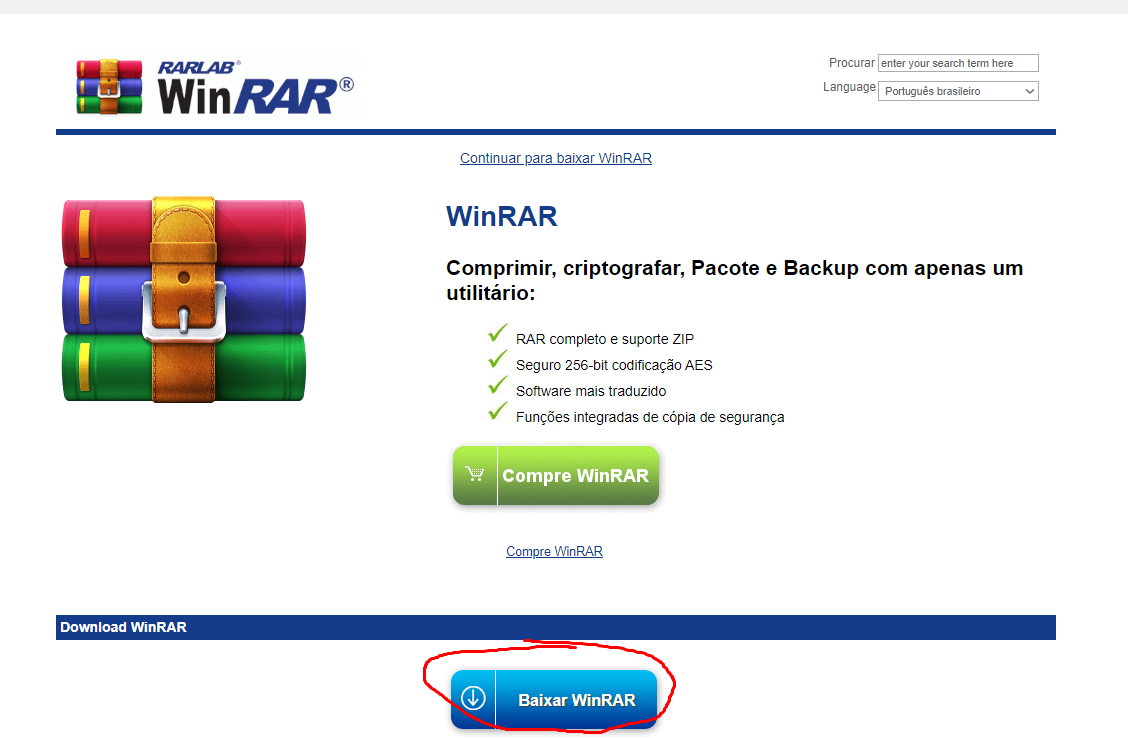 RARLAB®
WinRAR®
Procurar enter your search term here
Language Português brasileiro
Continuar para baixar WinRAR
WinRAR
Comprimir, criptografar, Pacote e Backup com apenas um
utilitário:
RAR completo e suporte ZIP
Seguro 256-bit codificação AES
Software mais traduzido
Funções integradas de cópia de segurança
Compre WinRAR
Compre WinRAR
Download WinRAR
Baixar WinRAR